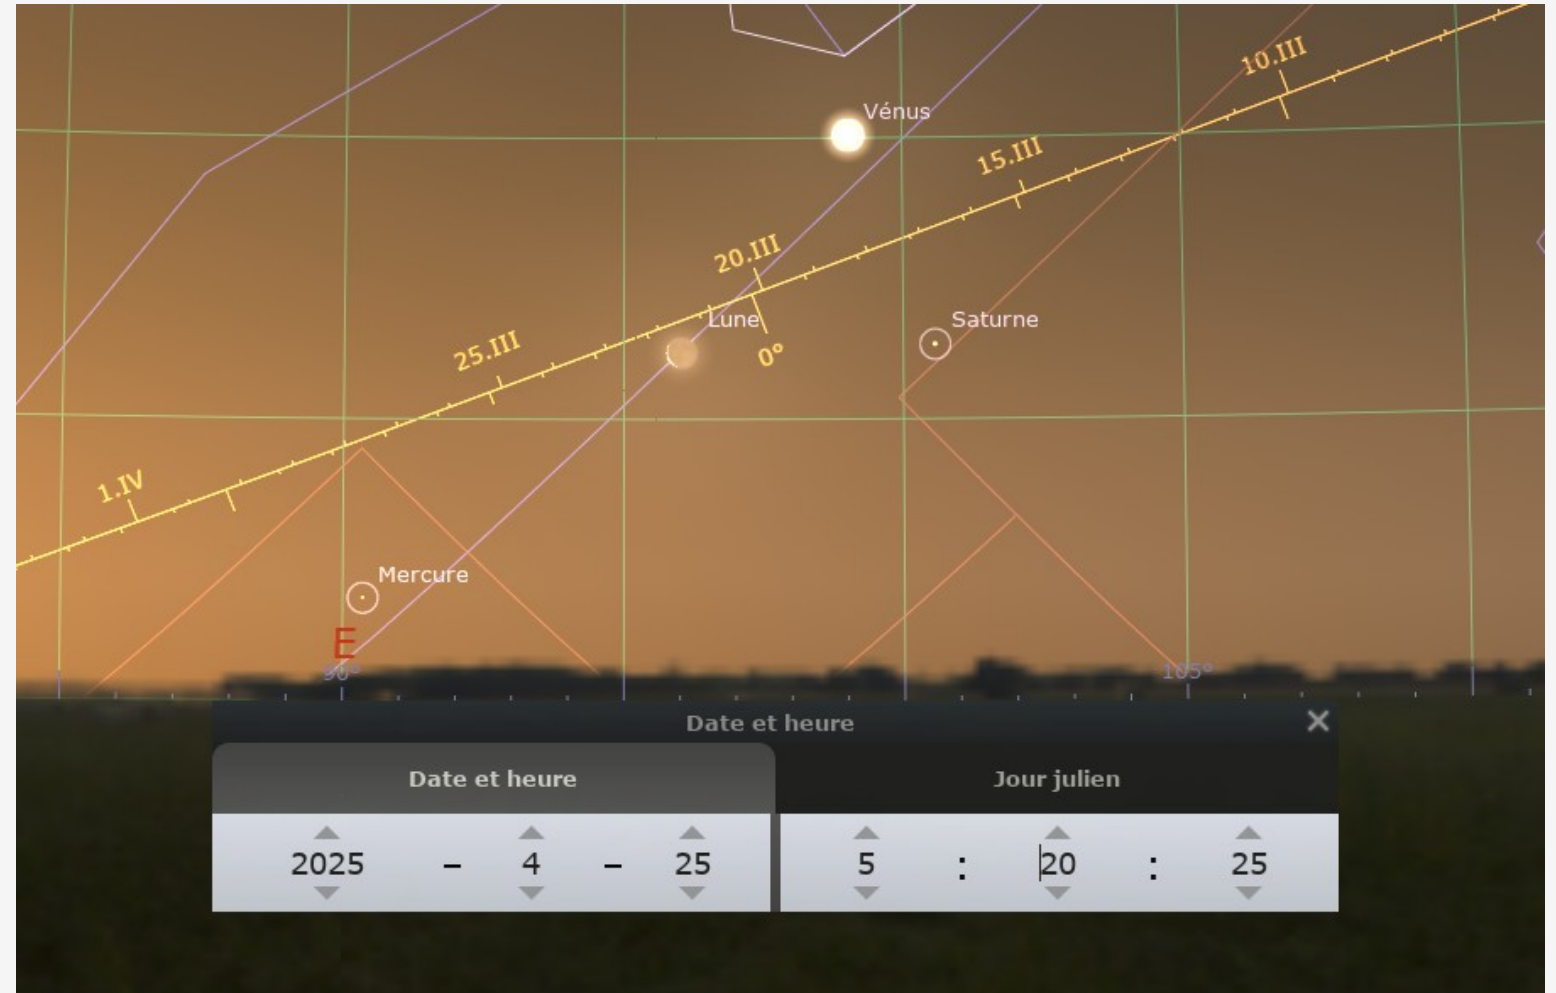 10.III
Vénus
15.III
20.III
Lune
Saturne
25.III
0°
1.IV
Mercure
E
90°
105°
Date et heure
Date et heure
Jour julien
2025 – 4 – 25
5 : 20 : 25